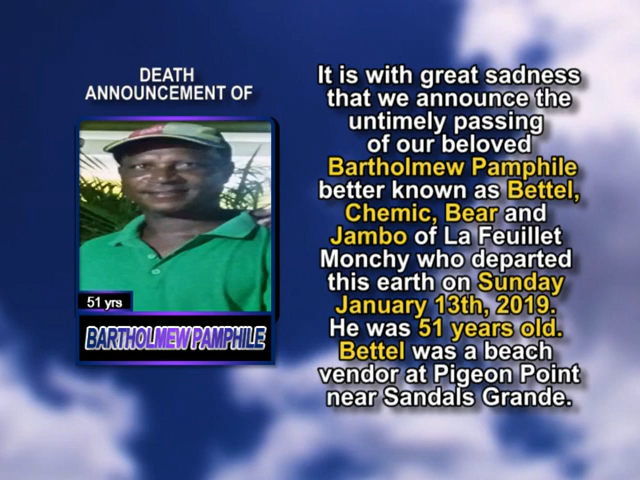 DEATH
ANNOUNCEMENT OF
51 yrs
BARTHOLMEW PAMPHILE
It is with great sadness
that we announce the
untimely passing
of our beloved
Bartholmew Pamphile
better known as Bettel,
Chemic, Bear and
Jambo of La Feuillet
Monchy who departed
this earth on Sunday
January 13th, 2019.
He was 51 years old.
Bettel was a beach
vendor at Pigeon Point
near Sandals Grande.